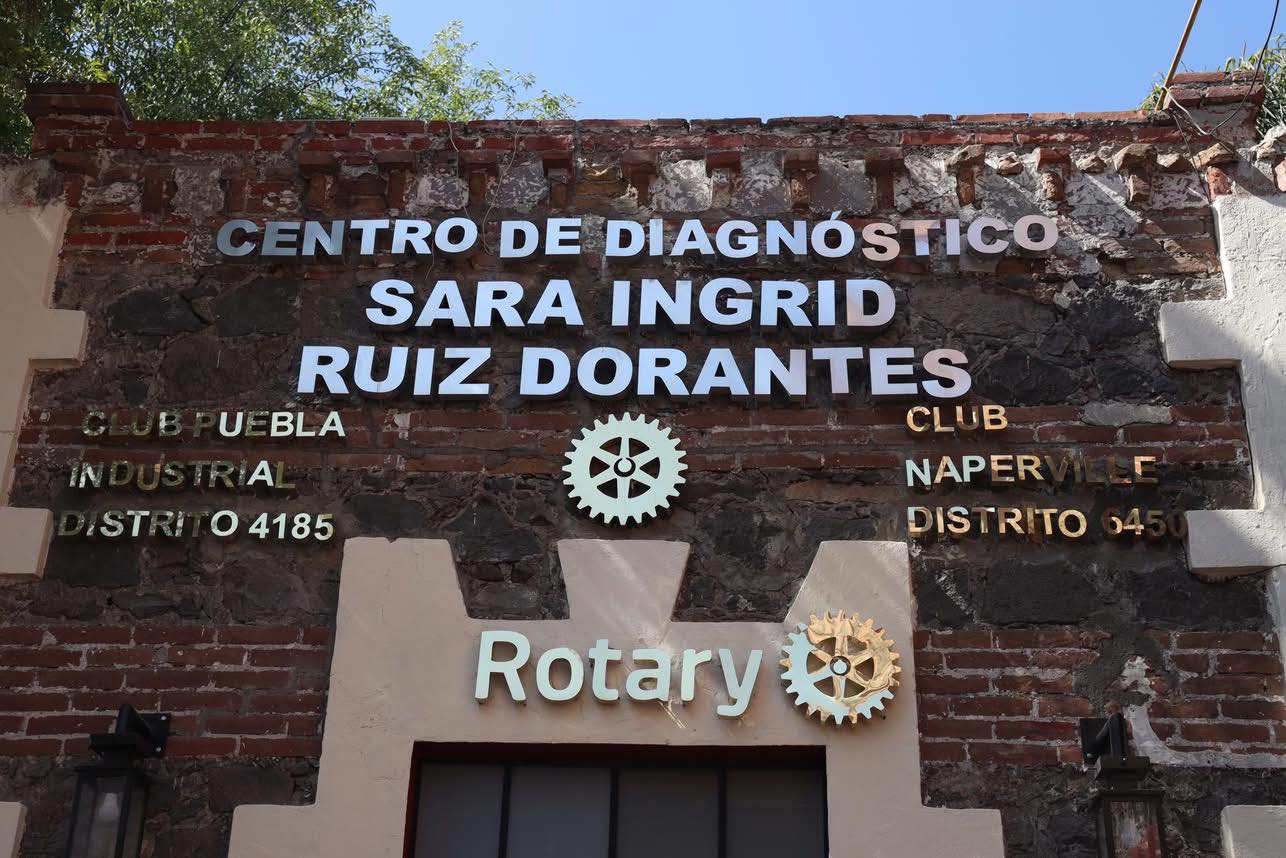 CENTRO DE DIAGNÓSTICO
SARA INGRID
RUIZ DORANTES
CLUB PUEBLA
INDUSTRIAL
DISTRITO 4185
CLUB
NAPERVILLE
DISTRITO 6450
Rotary